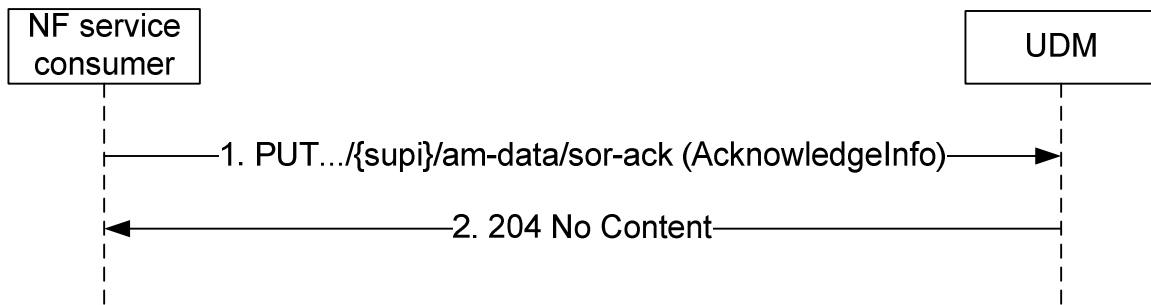 NF service
consumer
UDM
1. PUT.../{supi}/am-data/sor-ack (AcknowledgeInfo)
2. 204 No Content